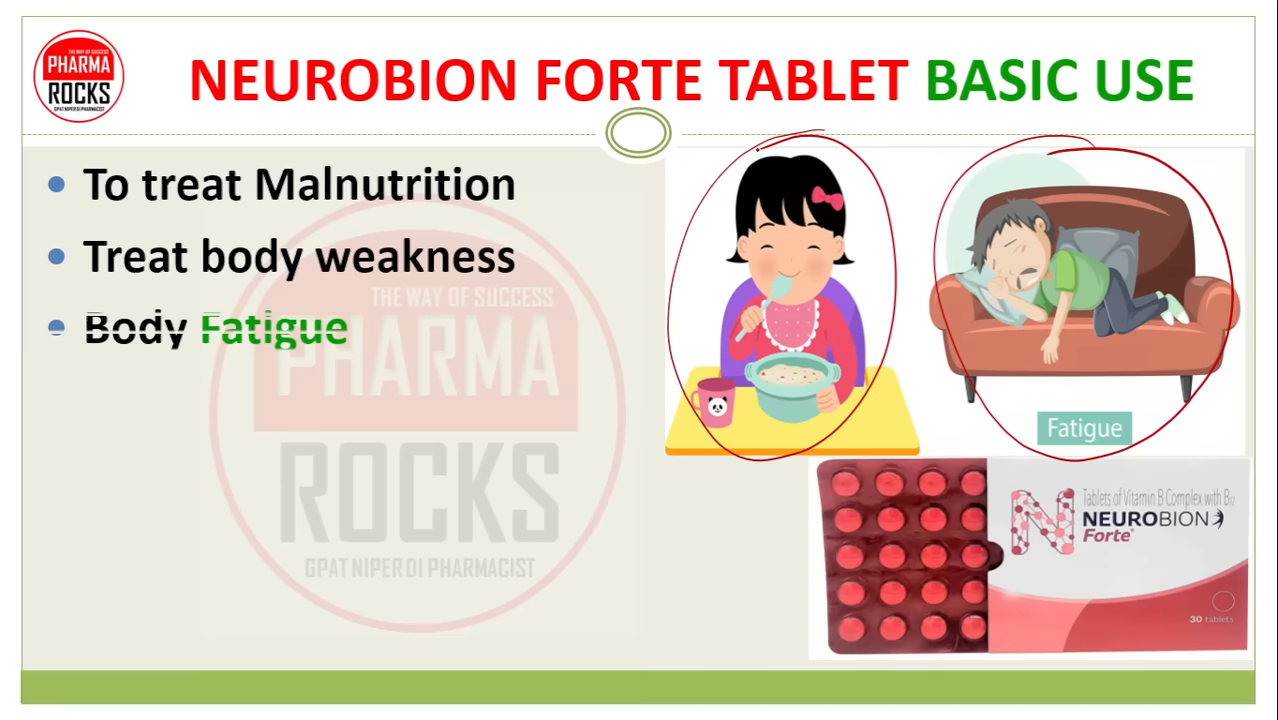 THE WAY OF SUCCESS
PHARMA
ROCKS
GPAT NIPER DI PHARMACIST
NEUROBION FORTE TABLET BASIC USE
• To treat Malnutrition
• Treat body weakness
• Body Fatigue
THE WAY OF SUCCESS
PHARMA
ROCKS
GPAT NIPER DI PHARMACIST
Fatigue
Tablets of Vitamin B Complex with B12
NEUROBION
Forte
30 tablets